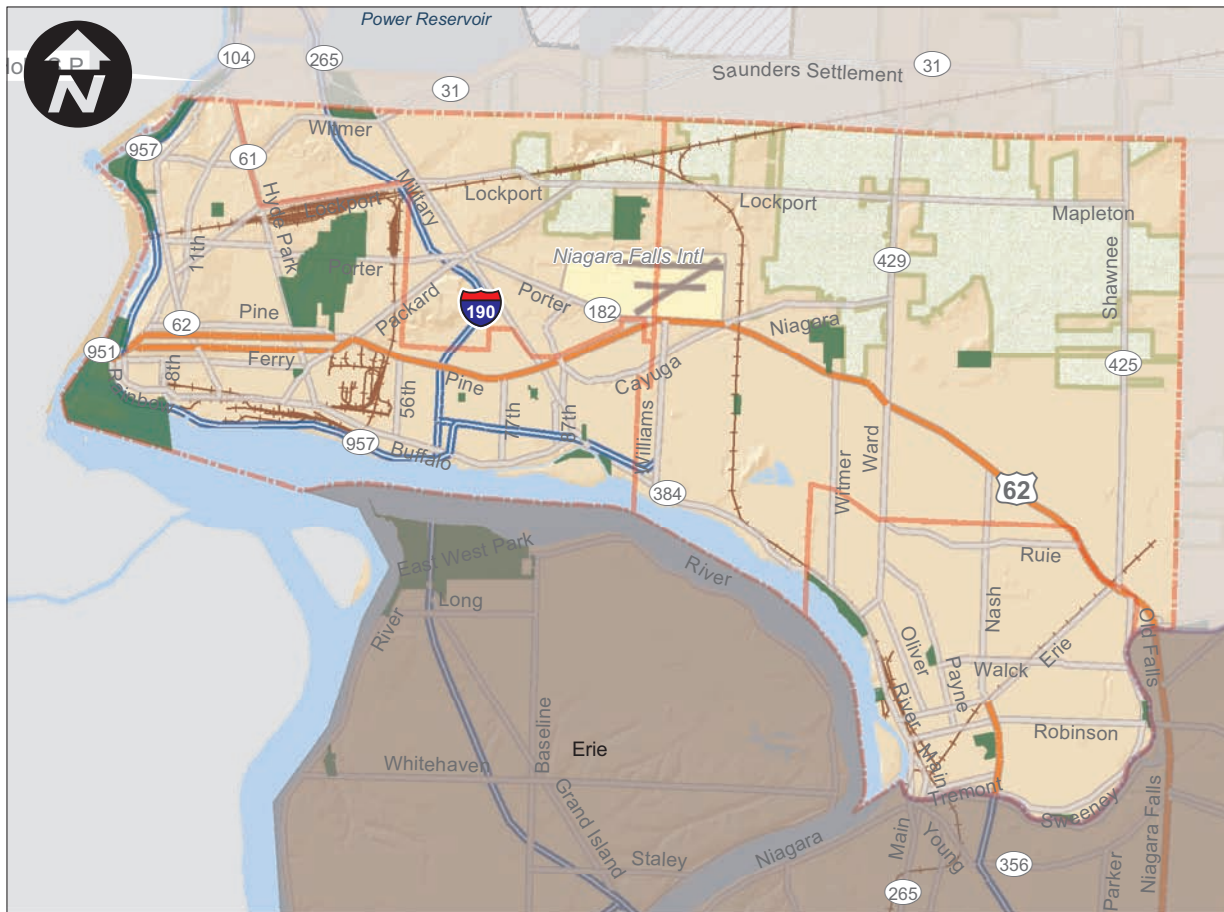 Power Reservoir
N
104
265
31
Saunders Settlement
31
957
Witmer
61
Hyde Park
Military
Lockport
Lockport
Lockport
Mapleton
11th
Niagara Falls Intl
429
Shawnee
Porter
Porter
Packard
190
182
Niagara
62
Pine
951
Ferry
8th
Pine
Cayuga
425
56th
77th
87th
Williams
957
Buffalo
384
Witmer
Ward
62
Ruie
East West Park
River
River
Long
Nash
Oliver
Payne
Erie
Walck
Old Falls
River
Robinson
Main
Baseline
Erie
Whitehaven
Tremont
Sweeney
Grand Island
Niagara
Main
Young
356
Staley
265
Parker
Niagara Falls